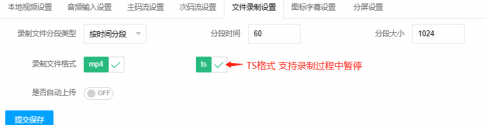 本地视频设置 音频输入设置 主码流设置 次码流设置 文件录制设置 图标字幕设置 分屏设置
录制文件分段类型 按时间分段 分段时间 60 分段大小 1024
录制文件格式 mp4 ts TS格式 支持录制过程中暂停
是否自动上传 OFF
提交保存